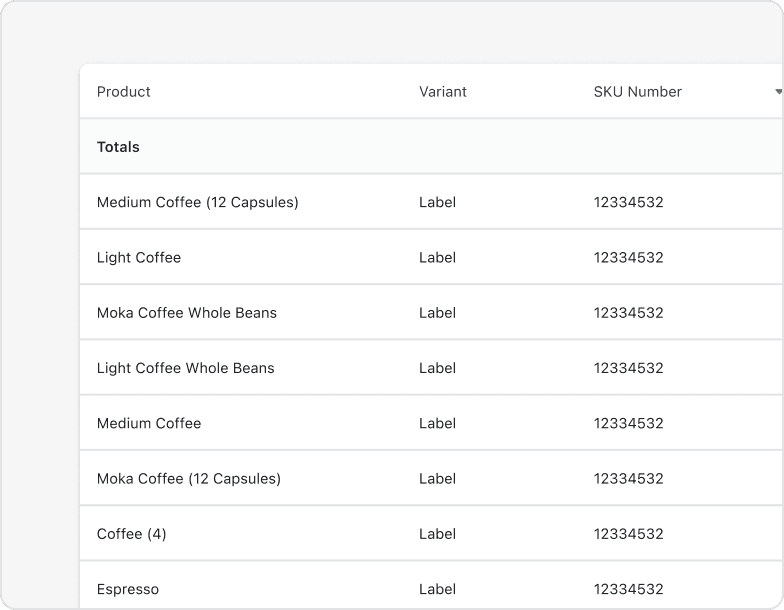 Product Variant SKU Number
Totals
Medium Coffee (12 Capsules) Label 12334532
Light Coffee Label 12334532
Moka Coffee Whole Beans Label 12334532
Light Coffee Whole Beans Label 12334532
Medium Coffee Label 12334532
Moka Coffee (12 Capsules) Label 12334532
Coffee (4) Label 12334532
Espresso Label 12334532